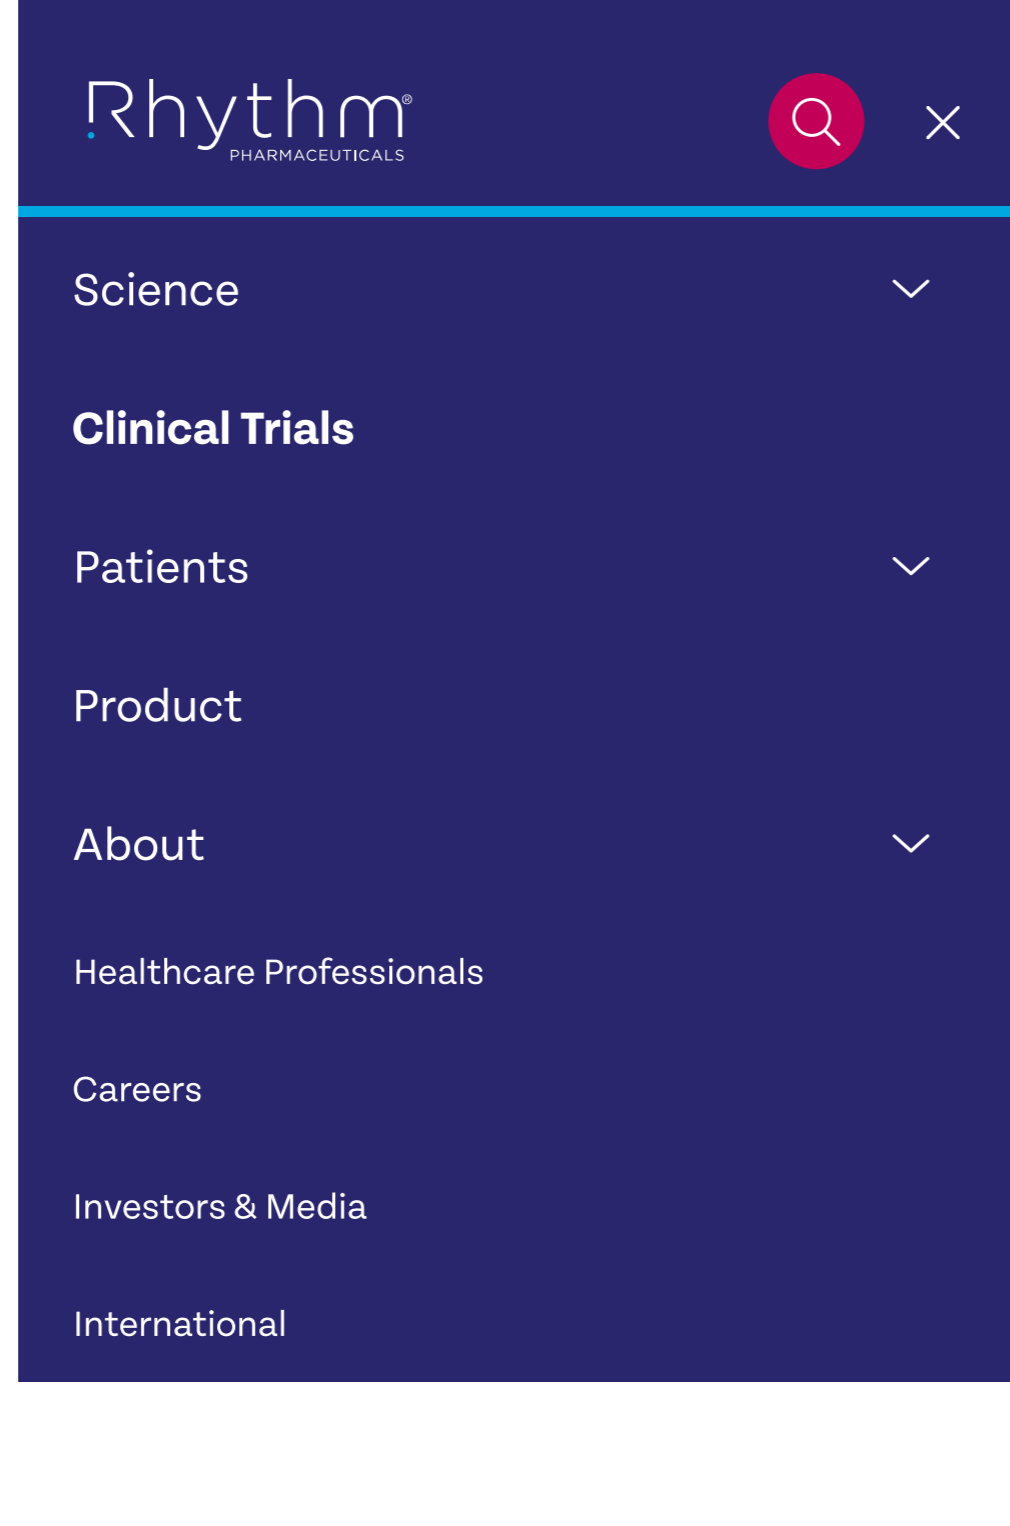 Rhythm®
PHARMACEUTICALS
Science
Clinical Trials
Patients
Product
About
Healthcare Professionals
Careers
Investors & Media
International